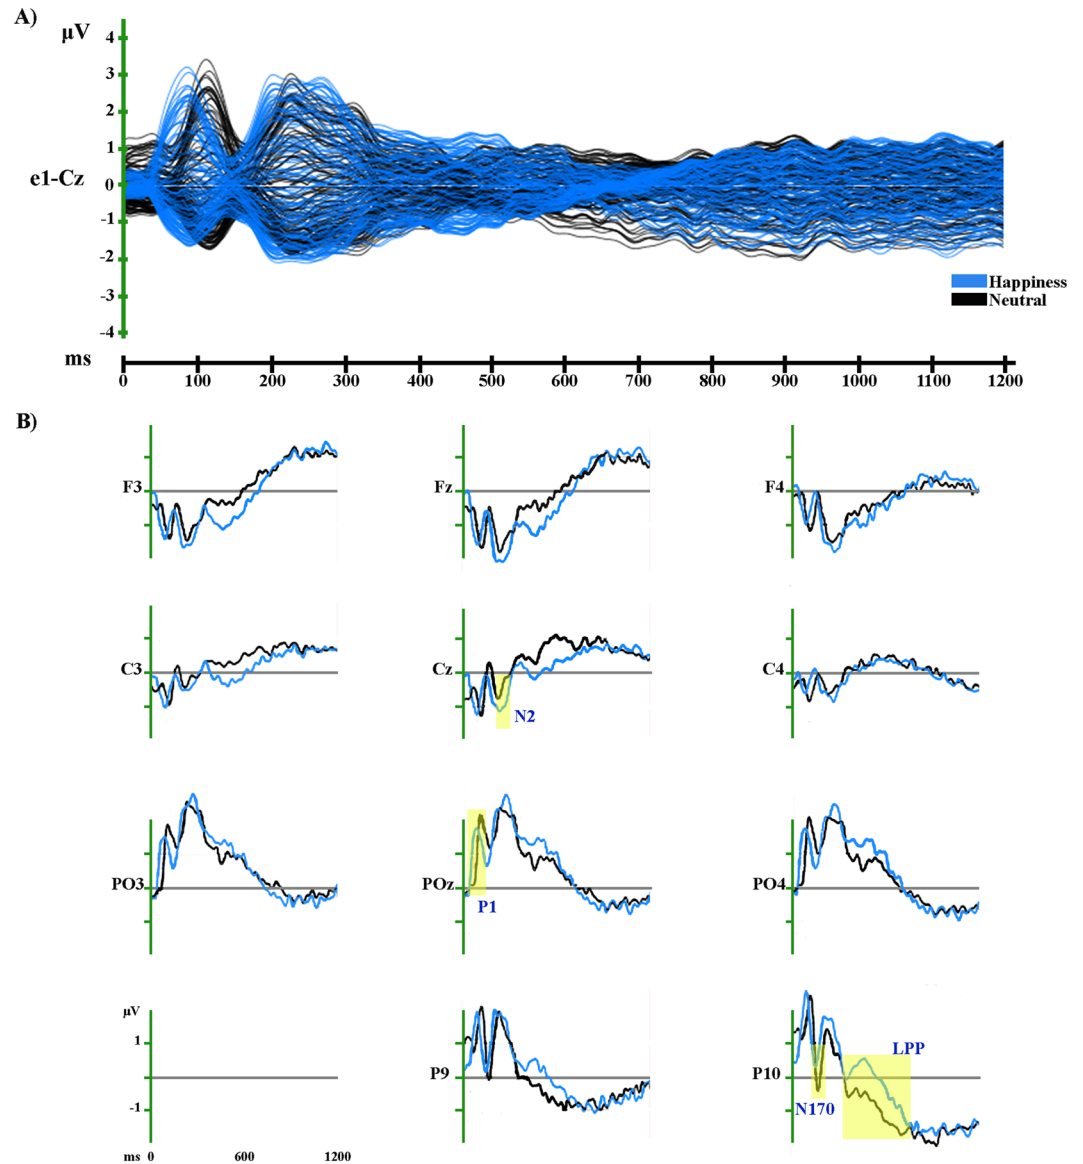 A)
µV
4
3
2
1
e1-Cz
0
-1
-2
-3
-4
Happiness
Neutral
ms
0 100 200 300 400 500 600 700 800 900 1000 1100 1200
B)
F3 Fz F4
C3 Cz C4
N2
PO3 POz PO4
P1
µV
1
-1
ms 0 600 1200
P9 P10
LPP
N170